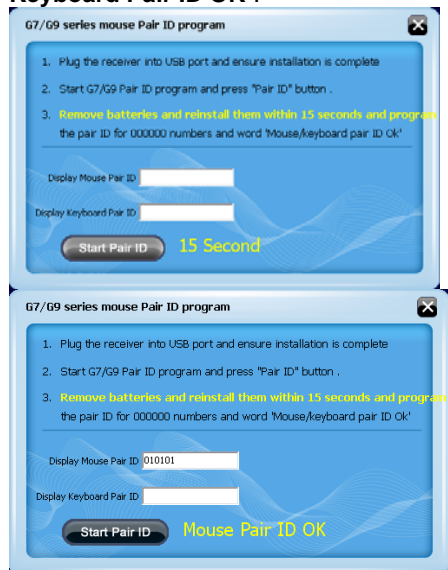 Keyboard Pair ID OK'.
G7/G9 series mouse Pair ID program
1. Plug the receiver into USB port and ensure installation is complete
2. Start G7/G9 Pair ID program and press "Pair ID" button .
3. Remove batteries and reinstall them within 15 seconds and program
the pair ID for 000000 numbers and word 'Mouse/keyboard pair ID Ok'
Display Mouse Pair ID
Display Keyboard Pair ID
Start Pair ID 15 Second
G7/G9 series mouse Pair ID program
1. Plug the receiver into USB port and ensure installation is complete
2. Start G7/G9 Pair ID program and press "Pair ID" button .
3. Remove batteries and reinstall them within 15 seconds and program
the pair ID for 000000 numbers and word 'Mouse/keyboard pair ID Ok'
Display Mouse Pair ID 010101
Display Keyboard Pair ID
Start Pair ID Mouse Pair ID OK